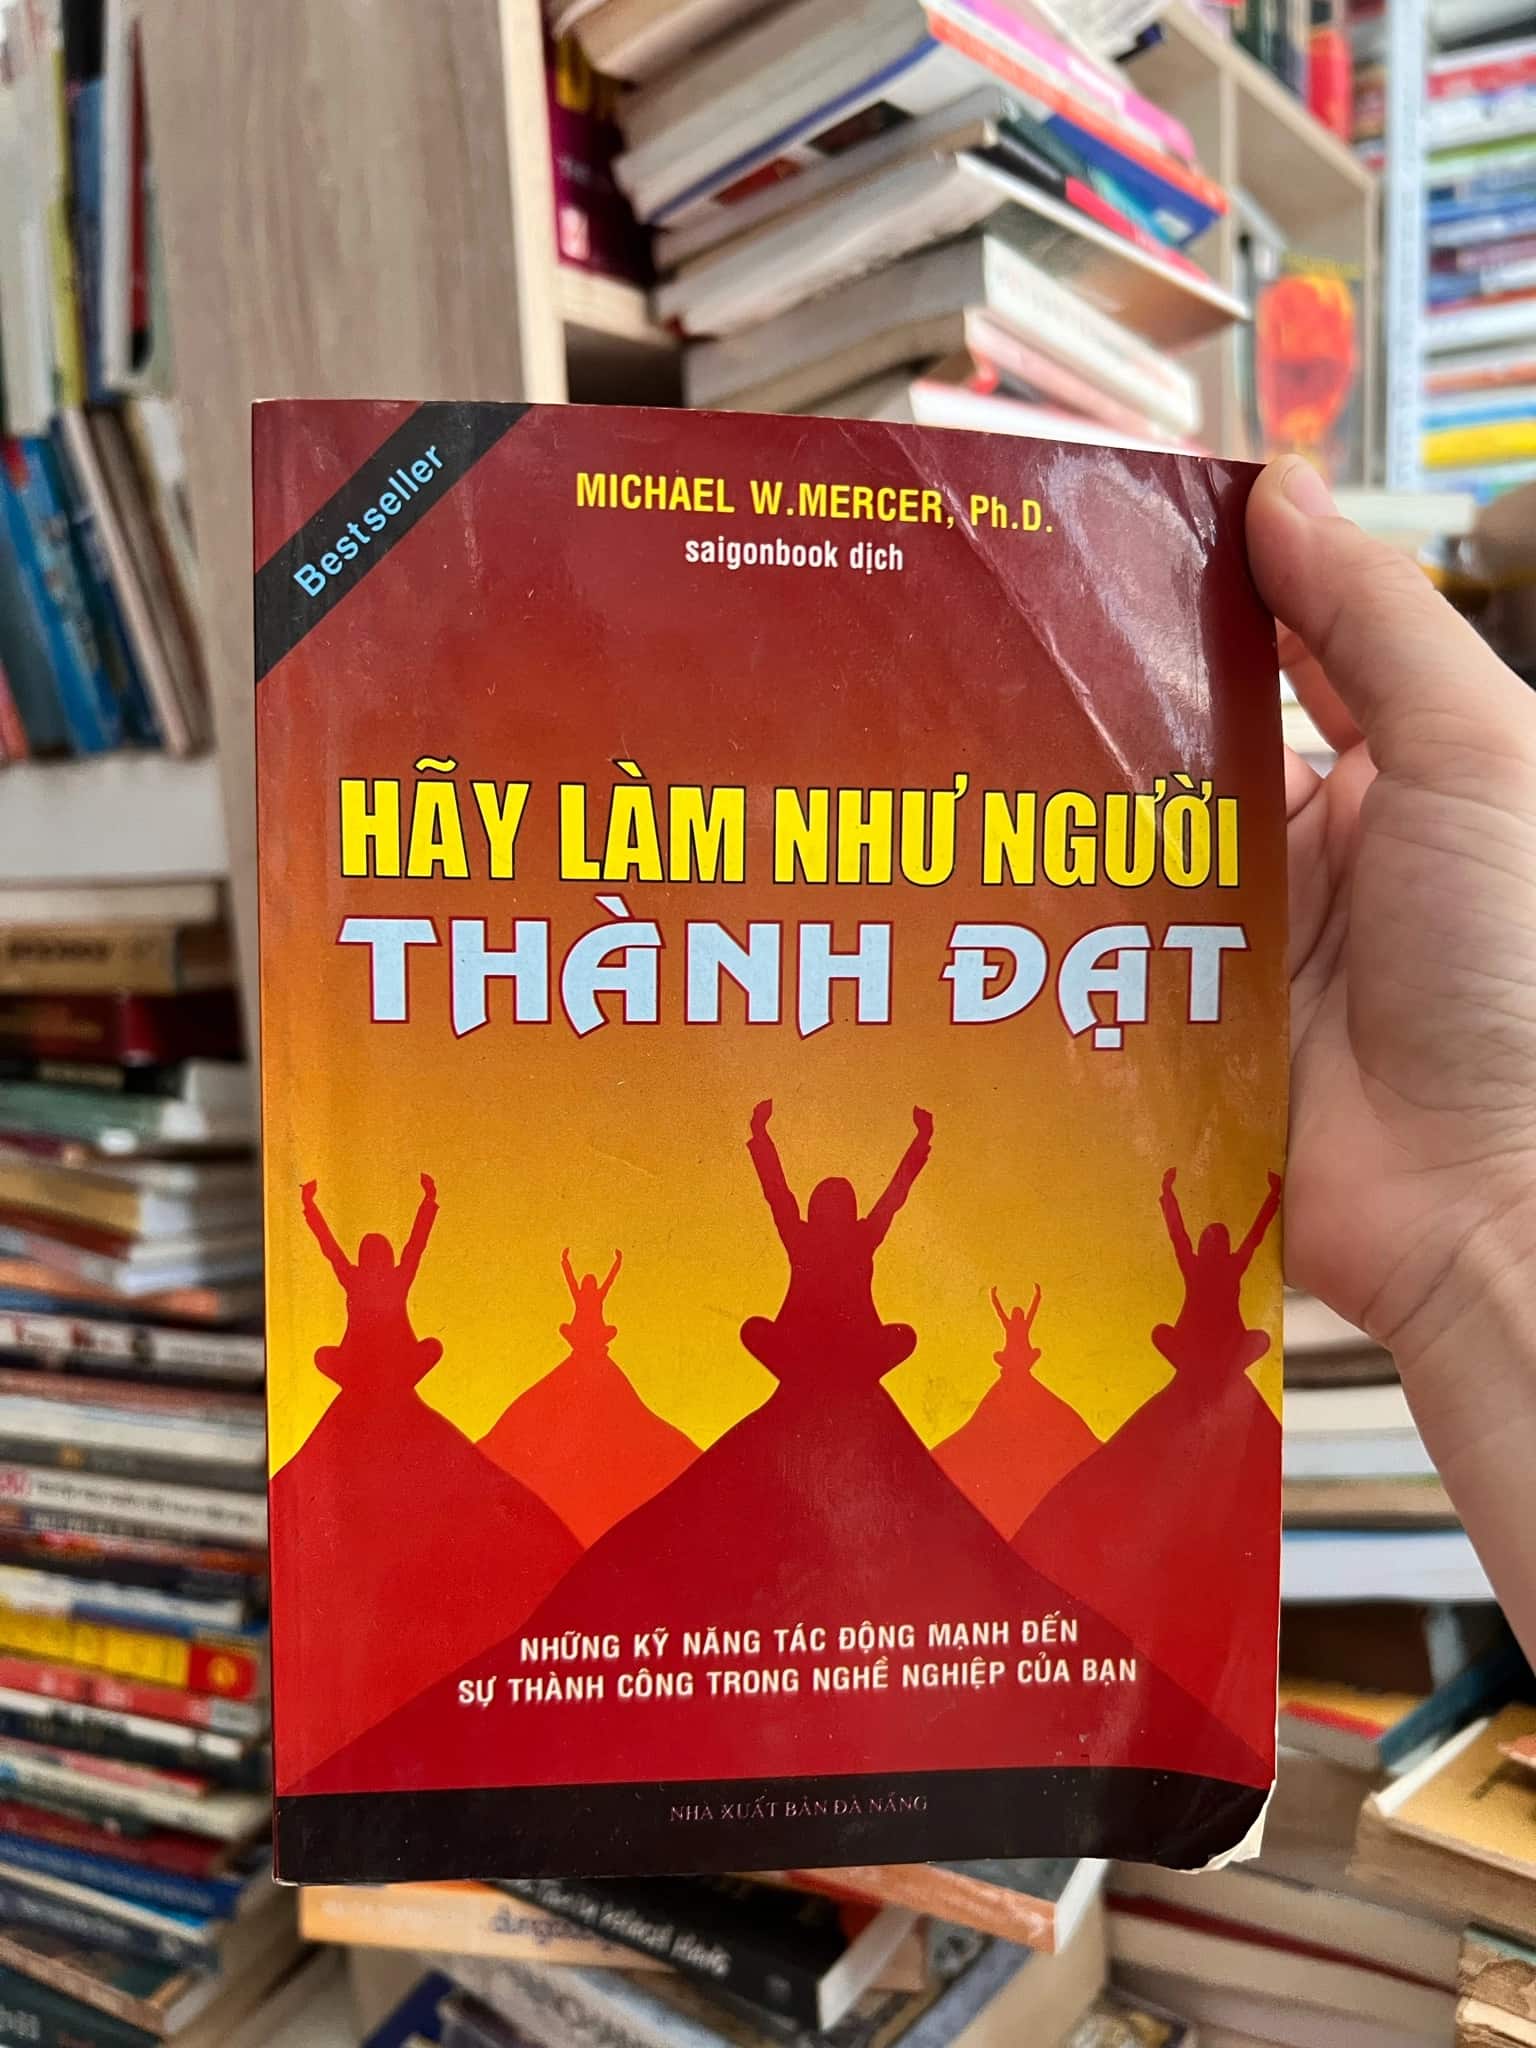 Bestseller
MICHAEL W.MERCER, Ph.D.
saigonbook dịch
HÃY LÀM NHƯ NGƯỜI
THÀNH ĐẠT
NHỮNG KỸ NĂNG TÁC ĐỘNG MẠNH ĐẾN
SỰ THÀNH CÔNG TRONG NGHỀ NGHIỆP CỦA BẠN
NHÀ XUẤT BẢN ĐÀ NẴNG